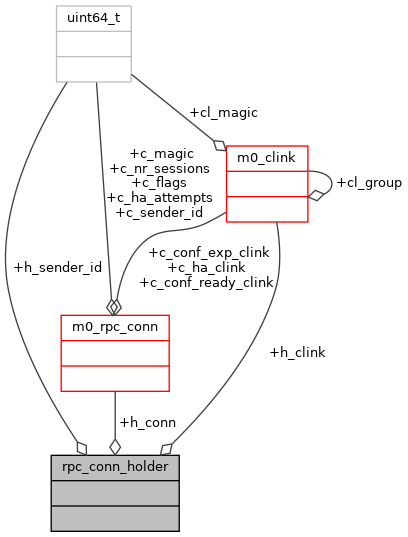 uint64_t
+cl_magic
+c_magic
+c_nr_sessions
+c_flags
+c_ha_attempts
+c_sender_id
m0_clink
+cl_group
+c_conf_exp_clink
+c_ha_clink
+c_conf_ready_clink
+h_sender_id
m0_rpc_conn
+h_clink
+h_conn
rpc_conn_holder